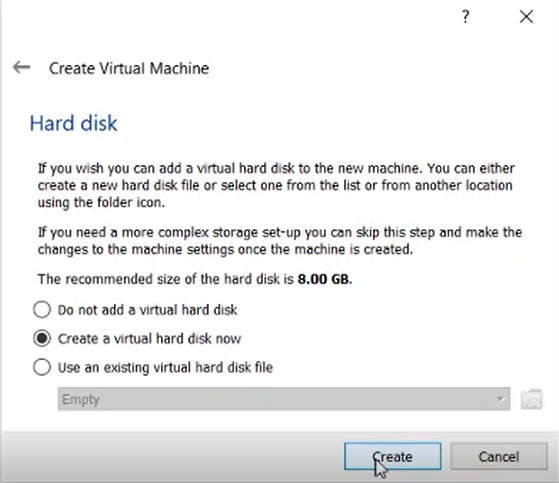 ?
Create Virtual Machine
Hard disk
If you wish you can add a virtual hard disk to the new machine. You can either
create a new hard disk file or select one from the list or from another location
using the folder icon.
If you need a more complex storage set-up you can skip this step and make the
changes to the machine settings once the machine is created.
The recommended size of the hard disk is 8.00 GB.
Do not add a virtual hard disk
Create a virtual hard disk now
Use an existing virtual hard disk file
Empty
Create
Cancel